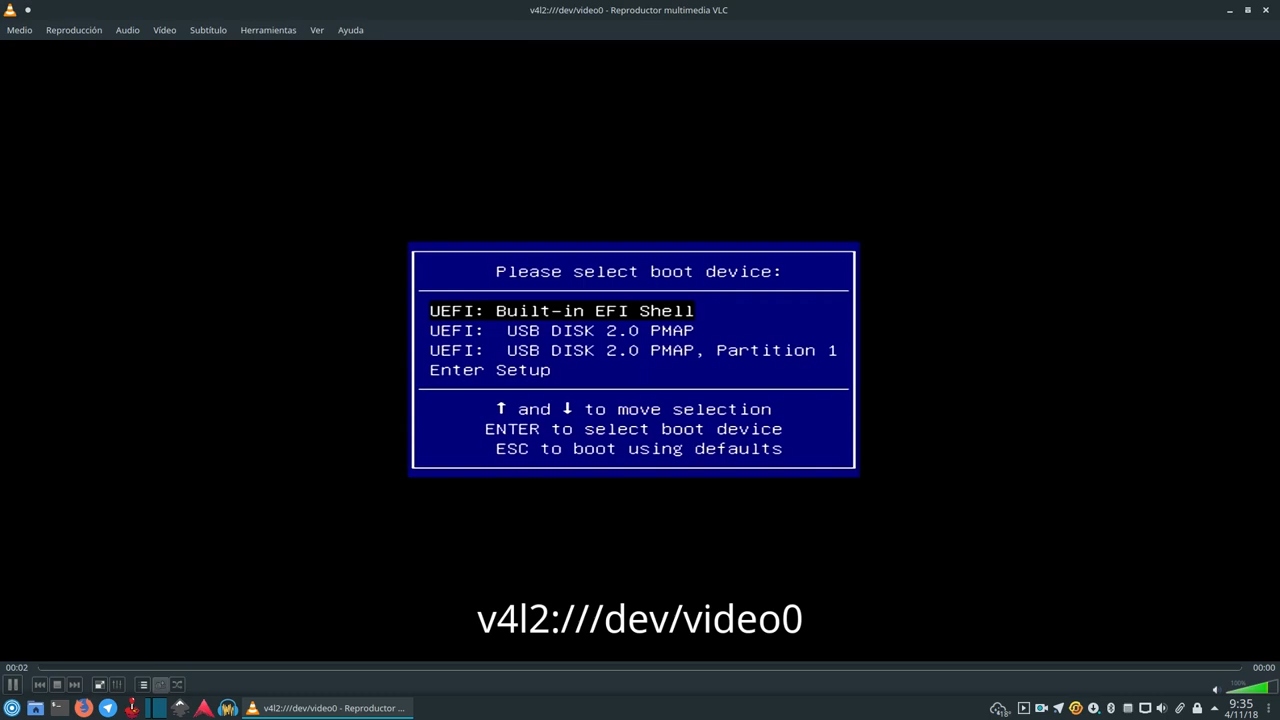 v4l2:///dev/video0 - Reproductor multimedia VLC
Medio Reproducción Audio Vídeo Subtítulo Herramientas Ver Ayuda
Please select boot device:
UEFI: Built-in EFI Shell
UEFI: USB DISK 2.0 PMAP
UEFI: USB DISK 2.0 PMAP, Partition 1
Enter Setup
↑ and ↓ to move selection
ENTER to select boot device
ESC to boot using defaults
v4l2:///dev/video0
00:02 00:00
100%
v4l2:///dev/video0 - Reproductor ...
9:35
4/11/18